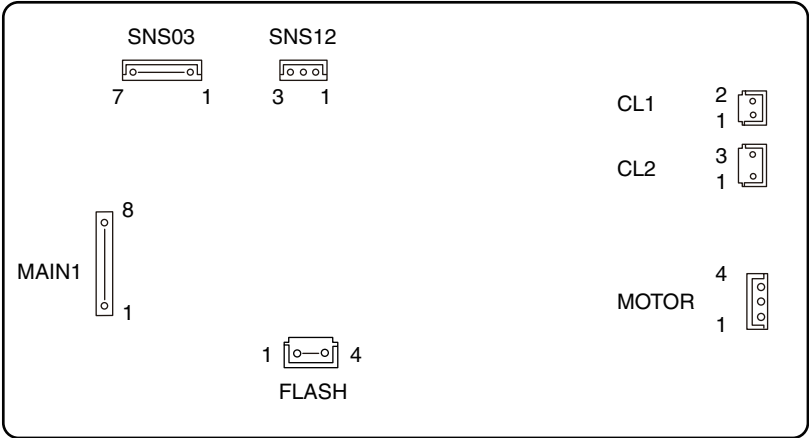 SNS03
SNS12
7 1
3 1
CL1
2
1
CL2
3
1
8
MAIN1
1
4
MOTOR
1
1 4
FLASH